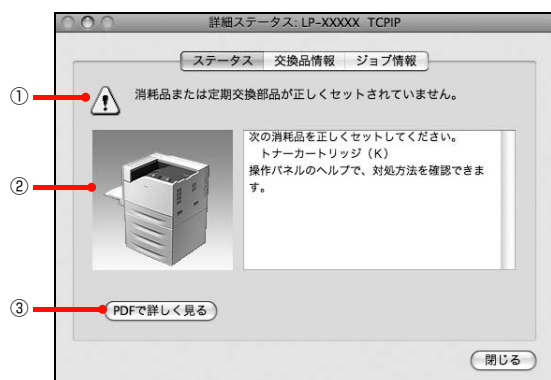 詳細ステータス: LP-XXXXX TCPIP
ステータス 交換品情報 ジョブ情報
① 消耗品または定期交換部品が正しくセットされていません。
②
次の消耗品を正しくセットしてください。
トナーカートリッジ（K）
操作パネルのヘルプで、対処方法を確認できま
す。
③ PDFで詳しく見る
閉じる